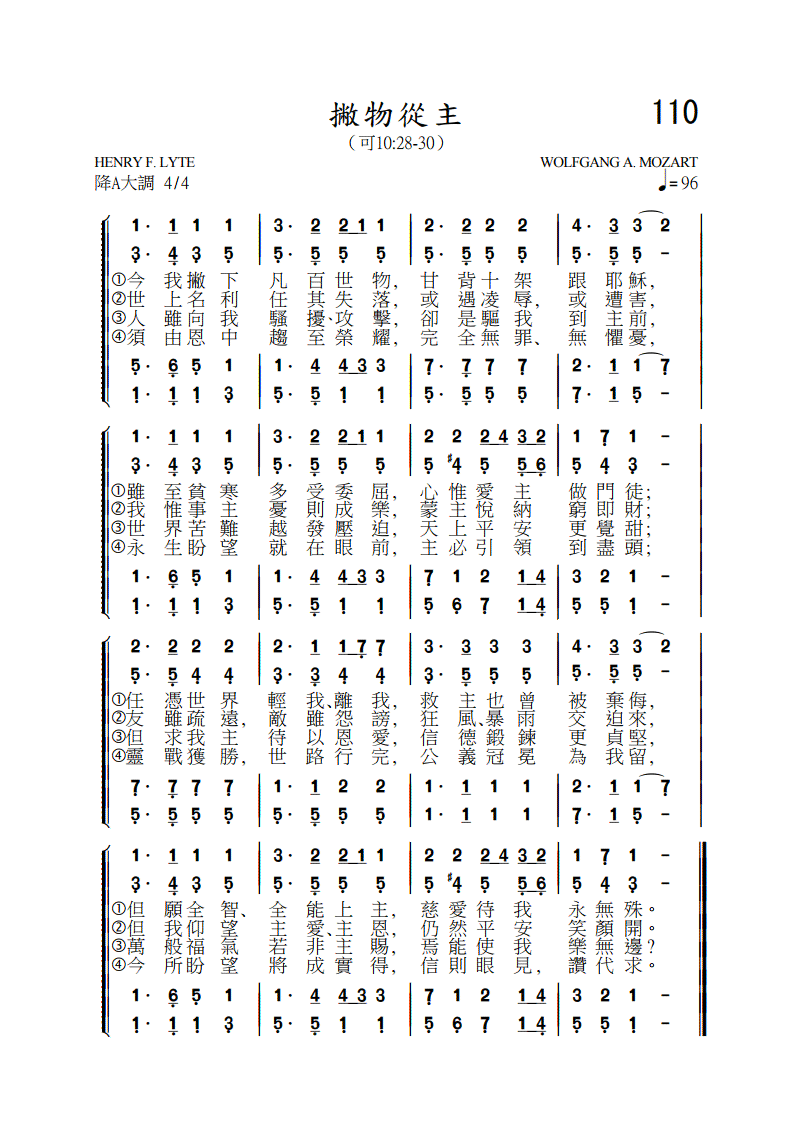 撇物從主
110
（可10:28-30）
HENRY F. LYTE
WOLFGANG A. MOZART
降A大調 4/4
♩=96
1· 1 1 1 | 3· 2 2 1 1 | 2· 2 2 2 | 4· 3 3 2
3· 4 3 5 | 5· 5 5 5 | 5· 5 5 5 | 5· 5 5 -
①今我撇下 凡百世物，甘背十架 跟耶穌，
②世上名利 任其失落，或遇凌辱，或遭害，
③人雖向我 騷擾、攻擊，卻是驅我 到主前，
④須由恩中 趨至榮耀，完全無罪、無懼憂，
5· 6 5 1 | 1· 4 4 3 3 | 7· 7 7 7 | 2· 1 1 7
1· 1 1 3 | 5· 5 1 1 | 5· 5 5 5 | 7· 1 5 -
1· 1 1 1 | 3· 2 2 1 1 | 2 2 2 4 3 2 | 1 7 1 -
3· 4 3 5 | 5· 5 5 5 | 5 #4 5 5 6 | 5 4 3 -
①雖至貧寒 多受委屈，心惟愛主 做門徒；
②我惟事主 憂則成樂，蒙主悅納 窮即財；
③世界苦難 越發壓迫，天上平安 更覺甜；
④永生盼望 就在眼前，主必引領 到盡頭；
1· 6 5 1 | 1· 4 4 3 3 | 7 1 2 1 4 | 3 2 1 -
1· 1 1 3 | 5· 5 1 1 | 5 6 7 1 4 | 5 5 1 -
2· 2 2 2 | 2· 1 1 7 7 | 3· 3 3 3 | 4· 3 3 2
5· 5 4 4 | 3· 3 4 4 | 3· 5 5 5 | 5· 5 5 -
①任憑世界 輕我、離我，救主也曾 被棄侮，
②友雖疏遠，敵雖怨謗，狂風、暴雨 交迫來，
③但求我主 待以恩愛，信德鍛鍊 更貞堅，
④靈戰獲勝，世路行完，公義冠冕 為我留，
7· 7 7 7 | 1· 1 2 2 | 1· 1 1 1 | 2· 1 1 7
5· 5 5 5 | 5· 5 5 5 | 1· 1 1 1 | 7· 1 5 -
1· 1 1 1 | 3· 2 2 1 1 | 2 2 2 4 3 2 | 1 7 1 -
3· 4 3 5 | 5· 5 5 5 | 5 #4 5 5 6 | 5 4 3 -
①但願全智、全能上主，慈愛待我 永無殊。
②但我仰望 主愛、主恩，仍然平安 笑顏開。
③萬般福氣 若非主賜，焉能使我 樂無邊？
④今所盼望 將成實得，信則眼見，讚代求。
1· 6 5 1 | 1· 4 4 3 3 | 7 1 2 1 4 | 3 2 1 -
1· 1 1 3 | 5· 5 1 1 | 5 6 7 1 4 | 5 5 1 -